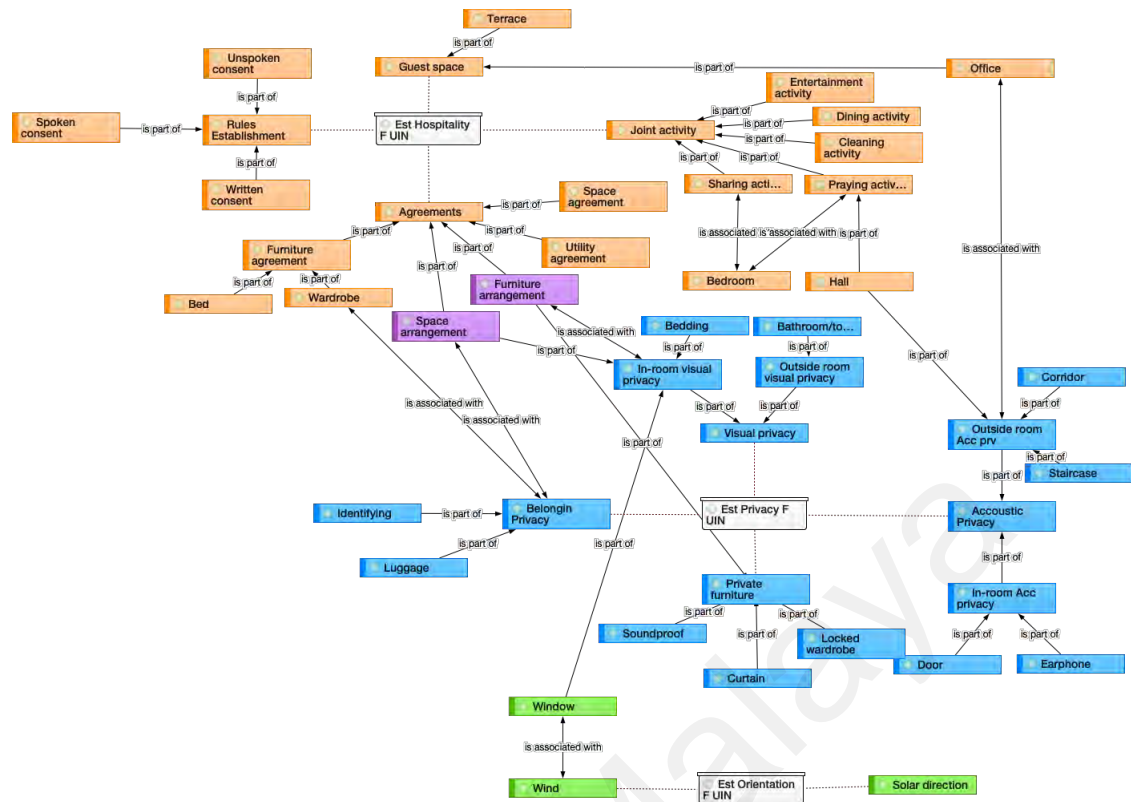 Terrace
is part of
Unspoken
consent
Guest space
is part of
Office
is part of
Entertainment
activity
Spoken
consent
is part of
Rules
Establishment
Est Hospitality
F UIN
is part of
Dining activity
Joint activity
is part of
is part of
Cleaning
activity
is part of
is part of
is part of
Written
consent
Sharing acti...
Praying activ...
Space
agreement
is part of
Agreements
is associated with
is associated with
is part of
is associated with
Furniture
agreement
is part of
is part of
is part of
Utility
agreement
is part of
is part of
is part of
Furniture
arrangement
Bedroom
Hall
Bed
Wardrobe
Space
arrangement
is associated with
Bedding
Bathroom/to...
is part of
is part of
is part of
In-room visual
privacy
Outside room
visual privacy
is part of
Corridor
is associated with
is associated with
is part of
is part of
is part of
Visual privacy
Outside room
Acc prv
is part of
is part of
Staircase
is part of
Identifying
is part of
Belongin
Privacy
Est Privacy F
UIN
Accoustic
Privacy
is part of
is part of
is part of
Luggage
Private
furniture
In-room Acc
privacy
is part of
is part of
is part of
Soundproof
Locked
wardrobe
is part of
is part of
Door
Earphone
Curtain
Window
is associated with
Wind
Est Orientation
F UIN
Solar direction
Malaya